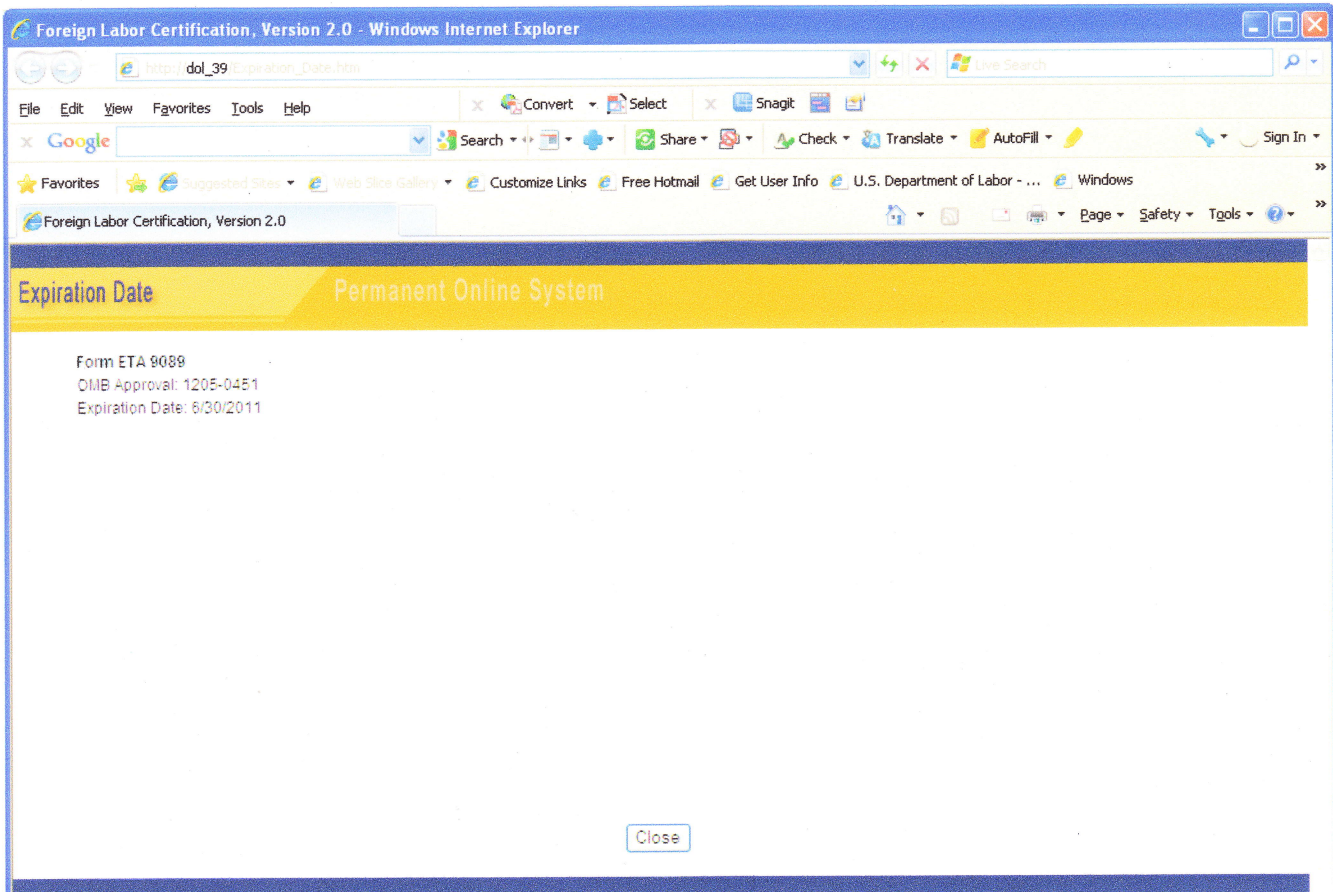 Foreign Labor Certification, Version 2.0 - Windows Internet Explorer
http://dol_39/Expiration_Date.htm Live Search
File Edit View Favorites Tools Help x Convert Select x Snagit
x Google Search Share Check Translate AutoFill Sign In
Favorites Suggested Sites Web Slice Gallery Customize Links Free Hotmail Get User Info U.S. Department of Labor - ... Windows »
Foreign Labor Certification, Version 2.0 Page Safety Tools »
Expiration Date Permanent Online System
Form ETA 9089
OMB Approval: 1205-0451
Expiration Date: 6/30/2011
Close